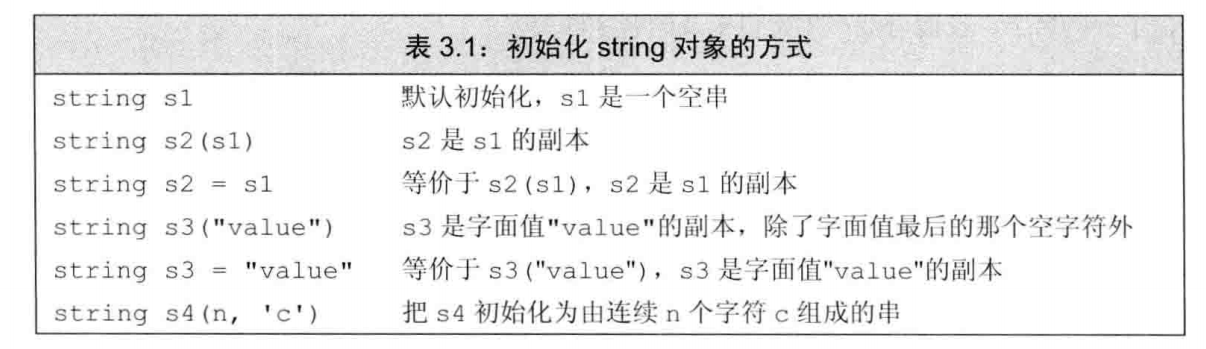 表 3.1：初始化 string 对象的方式
string s1 默认初始化，s1 是一个空串
string s2(s1) s2 是 s1 的副本
string s2 = s1 等价于 s2(s1)，s2 是 s1 的副本
string s3("value") s3 是字面值"value"的副本，除了字面值最后的那个空字符外
string s3 = "value" 等价于 s3("value")，s3 是字面值"value"的副本
string s4(n, 'c') 把 s4 初始化为由连续 n 个字符 c 组成的串